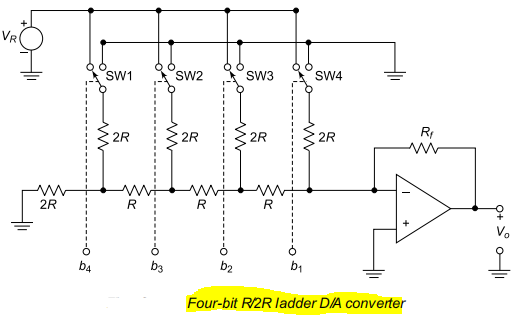 +
V_R
−
SW1 SW2 SW3 SW4
2R 2R 2R 2R
R_f
2R R R R
−
+
+
V_o
−
b_4 b_3 b_2 b_1
Four-bit R/2R ladder D/A converter